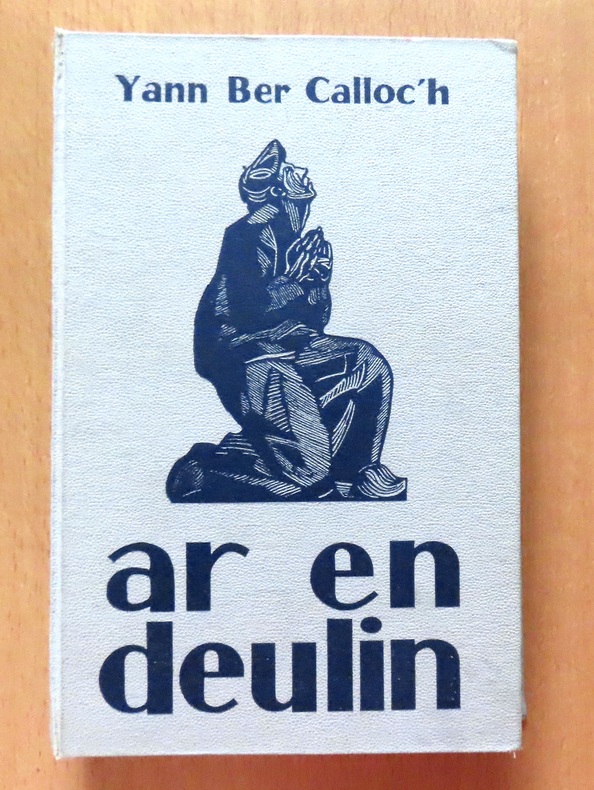 Yann Ber Calloc'h
ar en
deulin